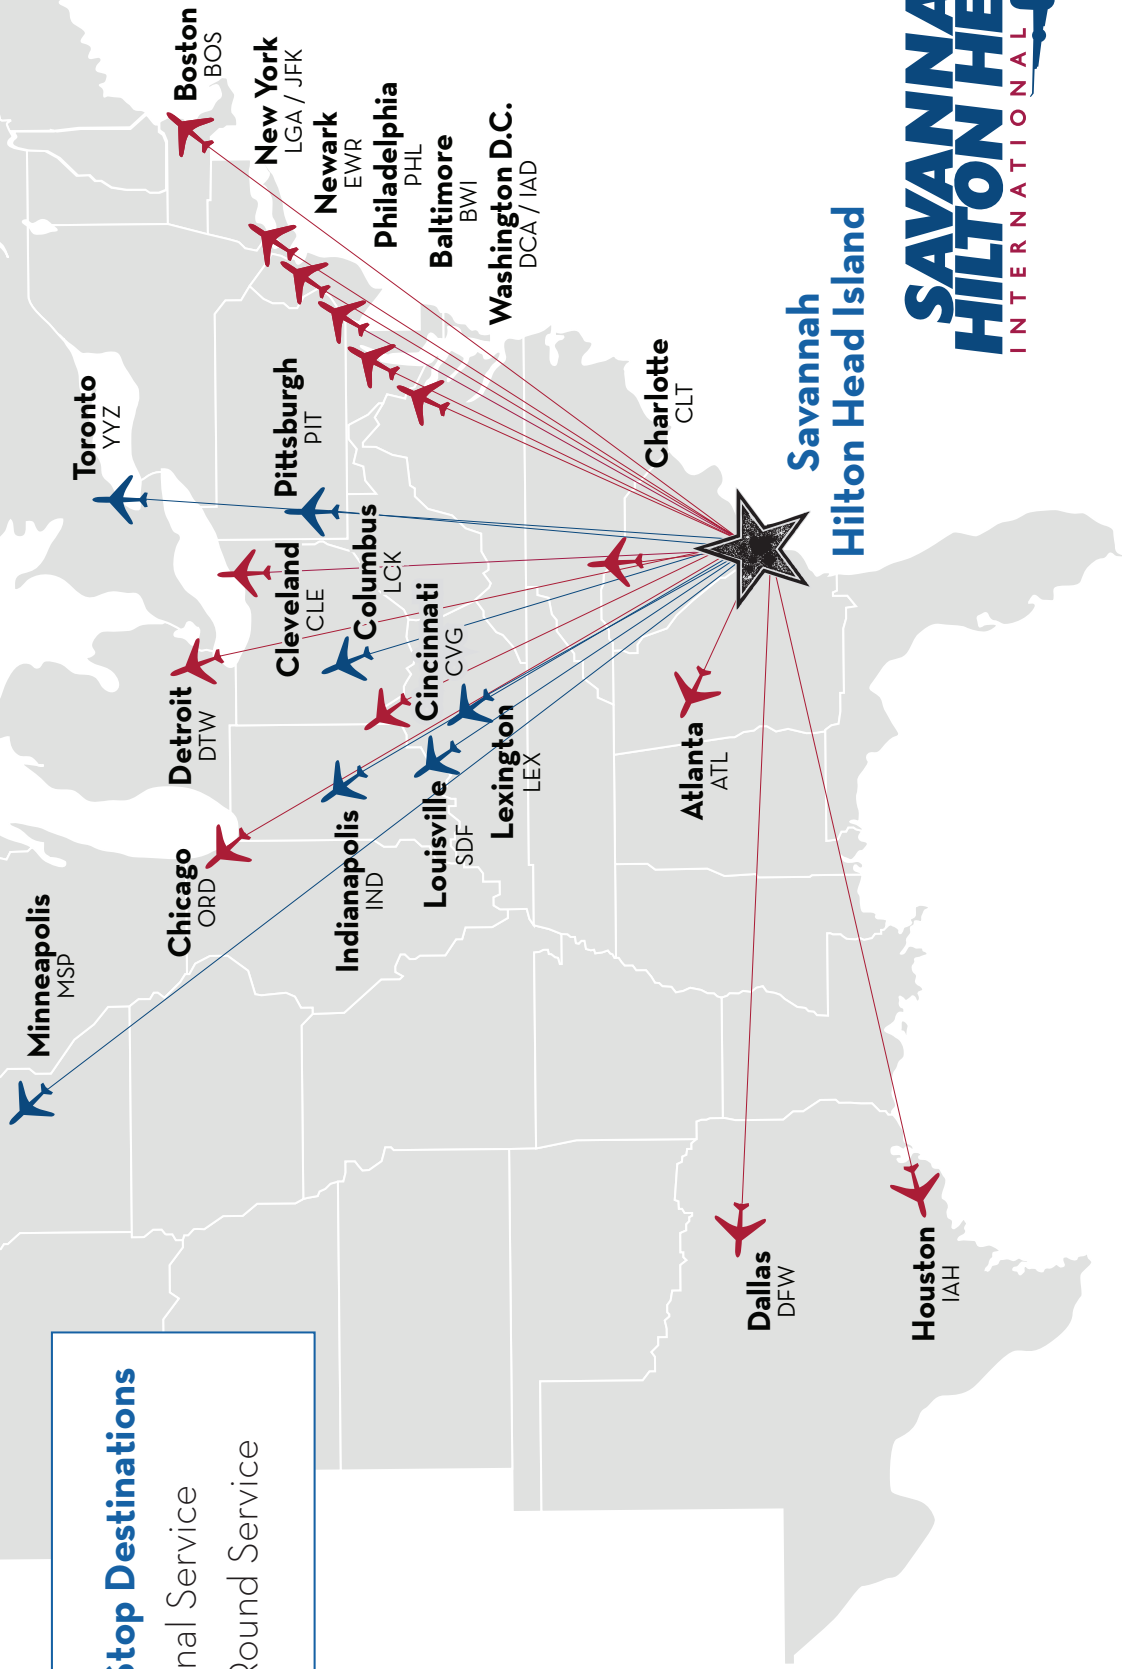 Stop Destinations
nal Service
Round Service
Minneapolis
MSP
Chicago
ORD
Detroit
DTW
Toronto
YYZ
Boston
BOS
New York
LGA / JFK
Newark
EWR
Philadelphia
PHL
Baltimore
BWI
Washington D.C.
DCA / IAD
Pittsburgh
PIT
Cleveland
CLE
Columbus
LCK
Cincinnati
CVG
Indianapolis
IND
Louisville
SDF
Lexington
LEX
Charlotte
CLT
Atlanta
ATL
Dallas
DFW
Houston
IAH
Savannah
Hilton Head Island
SAVANNA
HILTON HE
INTERNATIONAL